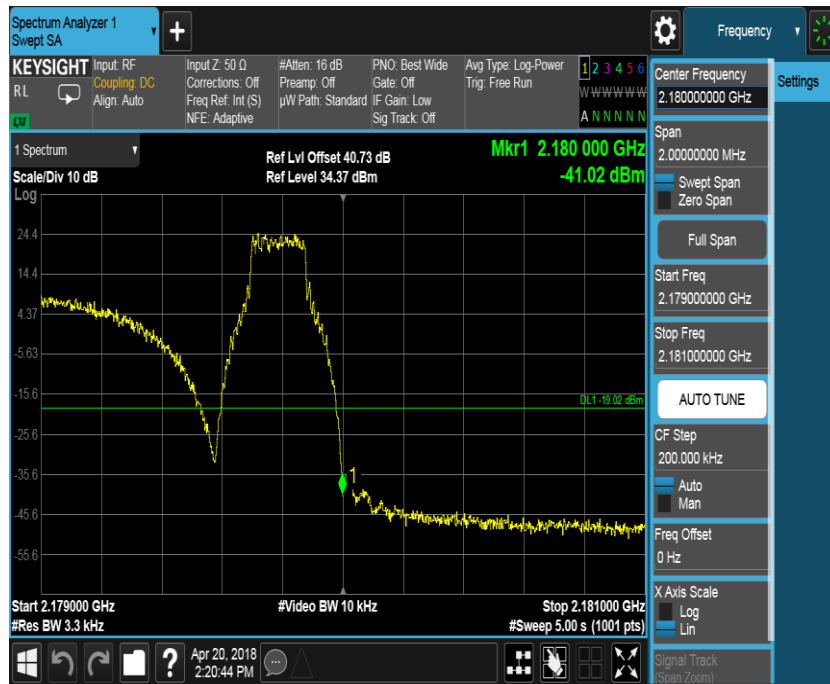 Spectrum Analyzer 1
Swept SA
+
Frequency
KEYSIGHT
RL
LXI
Input: RF
Coupling: DC
Align: Auto
Input Z: 50 Ω
Corrections: Off
Freq Ref: Int (S)
NFE: Adaptive
#Atten: 16 dB
Preamp: Off
µW Path: Standard
PNO: Best Wide
Gate: Off
IF Gain: Low
Sig Track: Off
Avg Type: Log-Power
Trig: Free Run
1 2 3 4 5 6
W W W W W W
A N N N N N
1 Spectrum
Scale/Div 10 dB
Log
Ref Lvl Offset 40.73 dB
Ref Level 34.37 dBm
Mkr1 2.180 000 GHz
-41.02 dBm
24.4
14.4
4.37
-5.63
-15.6
-25.6
-35.6
-45.6
-55.6
DL1 -19.02 dBm
1
Start 2.179000 GHz
#Res BW 3.3 kHz
#Video BW 10 kHz
Stop 2.181000 GHz
#Sweep 5.00 s (1001 pts)
Apr 20, 2018
2:20:44 PM
?
Center Frequency
2.180000000 GHz
Settings
Span
2.00000000 MHz
Swept Span
Zero Span
Full Span
Start Freq
2.179000000 GHz
Stop Freq
2.181000000 GHz
AUTO TUNE
CF Step
200.000 kHz
Auto
Man
Freq Offset
0 Hz
X Axis Scale
Log
Lin
Signal Track
(Span Zoom)